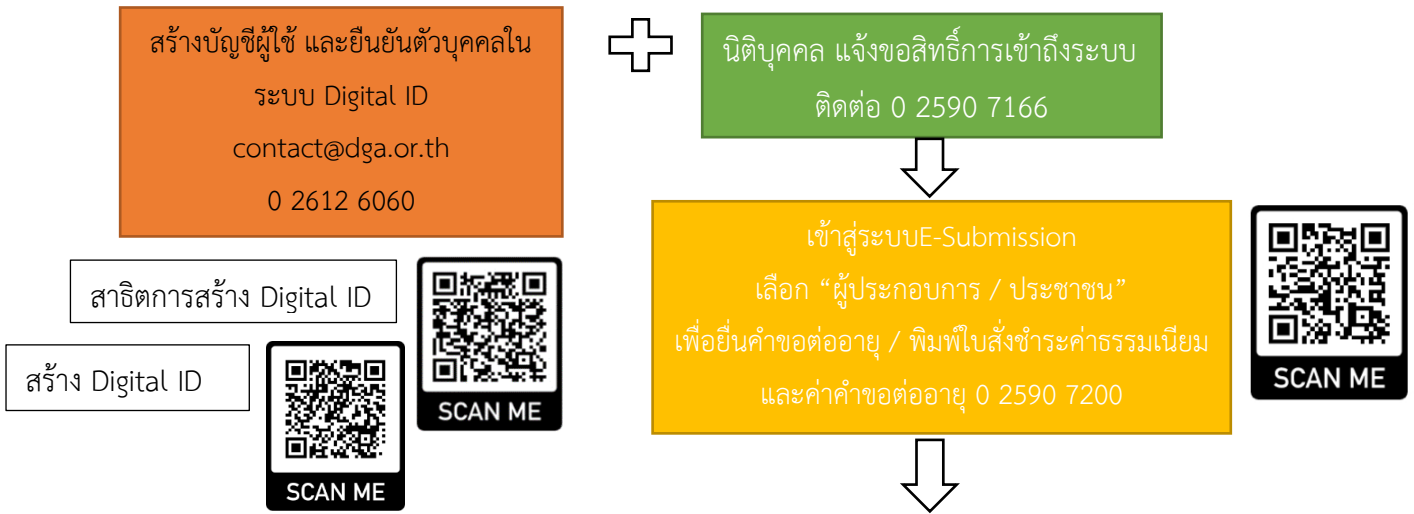 สร้างบัญชีผู้ใช้ และยืนยันตัวบุคคลใน
ระบบ Digital ID
contact@dga.or.th
0 2612 6060
นิติบุคคล แจ้งขอสิทธิ์การเข้าถึงระบบ
ติดต่อ 0 2590 7166
เข้าสู่ระบบE-Submission
เลือก “ผู้ประกอบการ / ประชาชน”
เพื่อยื่นคำขอต่ออายุ / พิมพ์ใบสั่งชำระค่าธรรมเนียม
และค่าคำขอต่ออายุ 0 2590 7200
SCAN ME
สาธิตการสร้าง Digital ID
SCAN ME
สร้าง Digital ID
SCAN ME